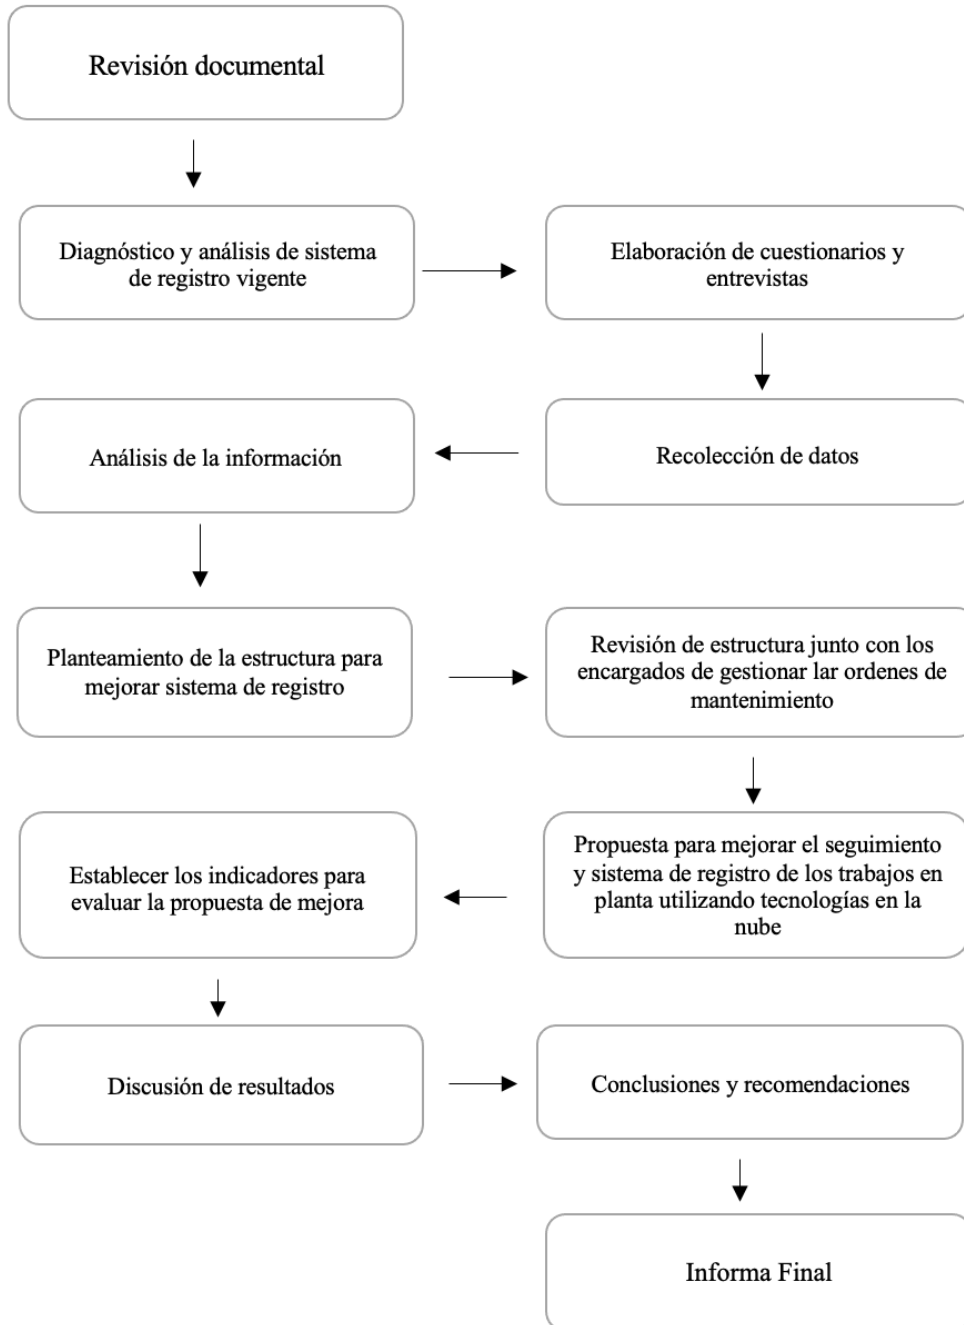 Revisión documental
Diagnóstico y análisis de sistema
de registro vigente
Elaboración de cuestionarios y
entrevistas
Recolección de datos
Análisis de la información
Planteamiento de la estructura para
mejorar sistema de registro
Revisión de estructura junto con los
encargados de gestionar lar ordenes de
mantenimiento
Propuesta para mejorar el seguimiento
y sistema de registro de los trabajos en
planta utilizando tecnologías en la
nube
Establecer los indicadores para
evaluar la propuesta de mejora
Discusión de resultados
Conclusiones y recomendaciones
Informa Final